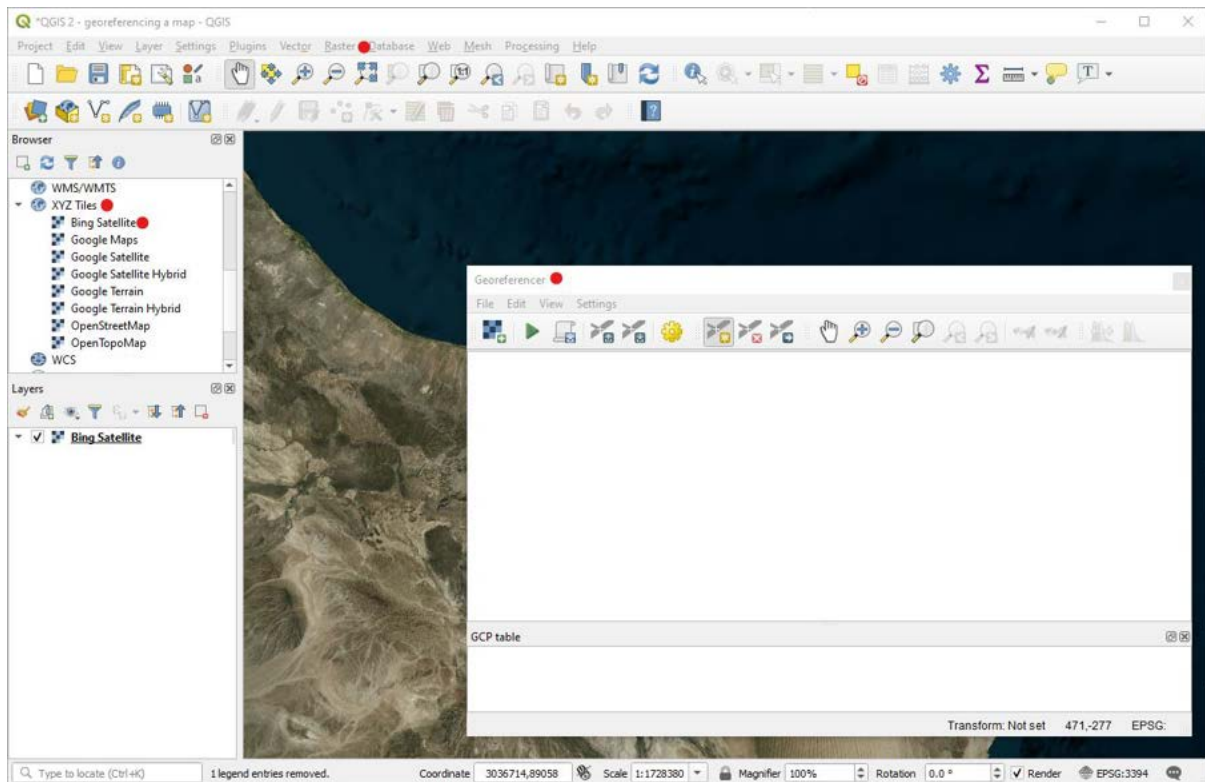 *QGIS 2 - georeferencing a map - QGIS
Project Edit View Layer Settings Plugins Vector Raster Database Web Mesh Processing Help
Browser
WMS/WMTS
XYZ Tiles
Bing Satellite
Google Maps
Google Satellite
Google Satellite Hybrid
Google Terrain
Google Terrain Hybrid
OpenStreetMap
OpenTopoMap
WCS
Layers
Bing Satellite
Georeferencer
File Edit View Settings
GCP table
Transform: Not set 471,-277 EPSG:
Type to locate (Ctrl+K) 1 legend entries removed. Coordinate 3036714,89058 Scale 1:1728380 Magnifier 100% Rotation 0.0 ° Render EPSG:3394